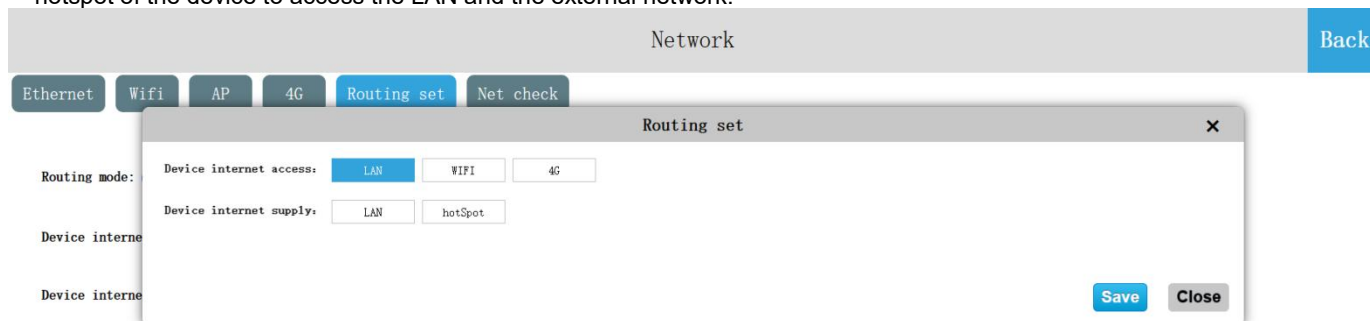 hotspot of the device to access the LAN and the external network.
Network
Back
Ethernet Wifi AP 4G Routing set Net check
Routing set ×
Routing mode:
Device internet access: LAN WIFI 4G
Device internet supply: LAN hotSpot
Device interne
Device interne
Save Close